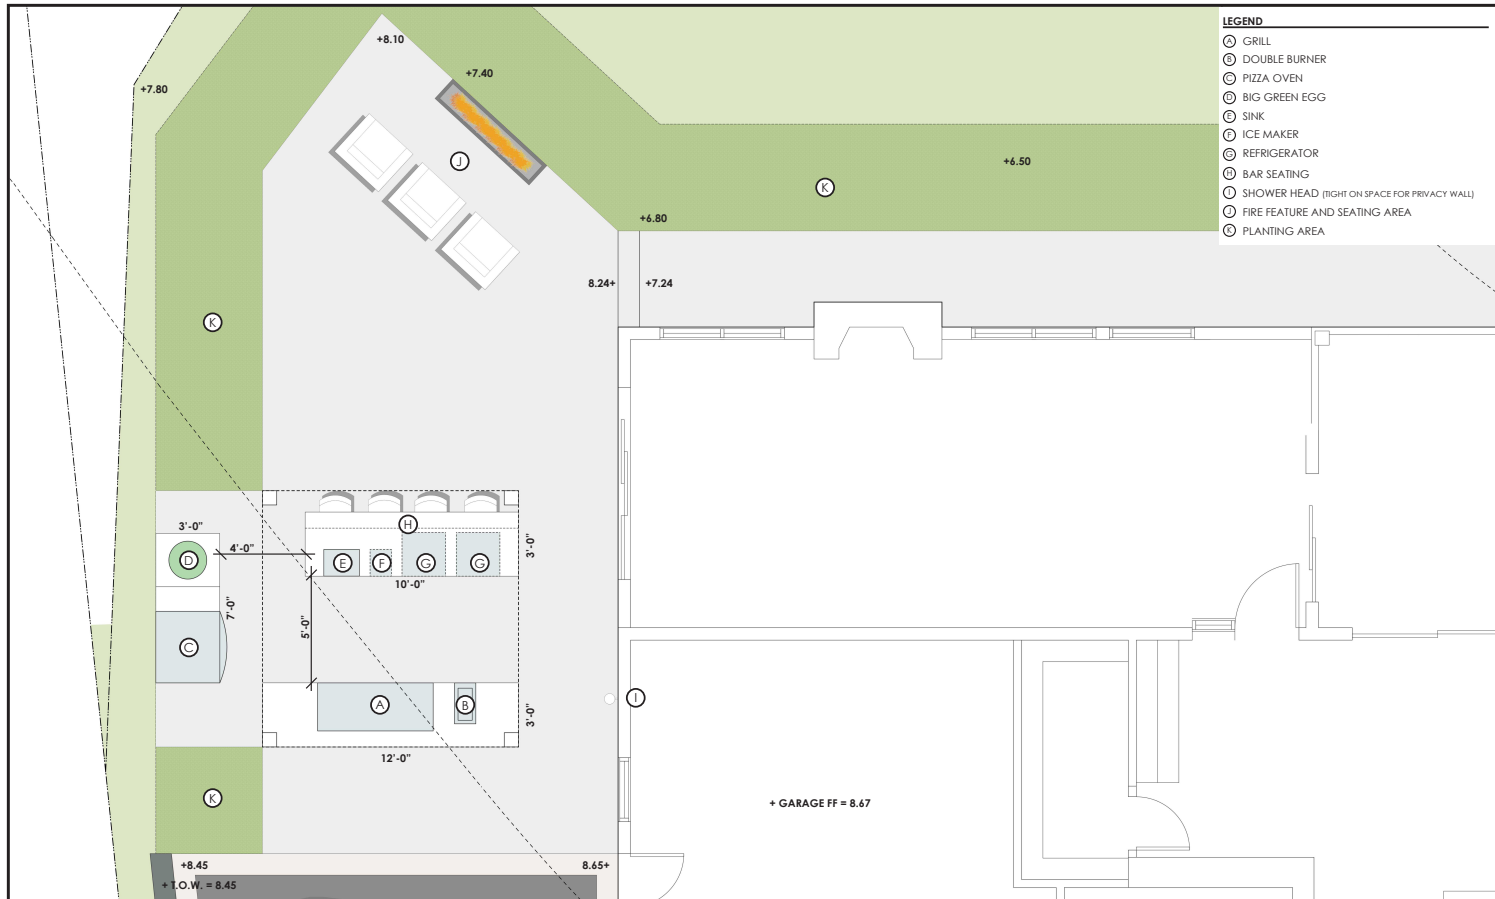 LEGEND
A GRILL
B DOUBLE BURNER
C PIZZA OVEN
D BIG GREEN EGG
E SINK
F ICE MAKER
G REFRIGERATOR
H BAR SEATING
I SHOWER HEAD (TIGHT ON SPACE FOR PRIVACY WALL)
J FIRE FEATURE AND SEATING AREA
K PLANTING AREA
+8.10
+7.40
+7.80
J
+6.50
K
+6.80
8.24+ +7.24
K
H
3'-0"
D
4'-0"
E F G G
3'-0"
10'-0"
7'-0"
5'-0"
C
A B
3'-0"
I
12'-0"
K
+ GARAGE FF = 8.67
+8.45
8.65+
+ T.O.W. = 8.45